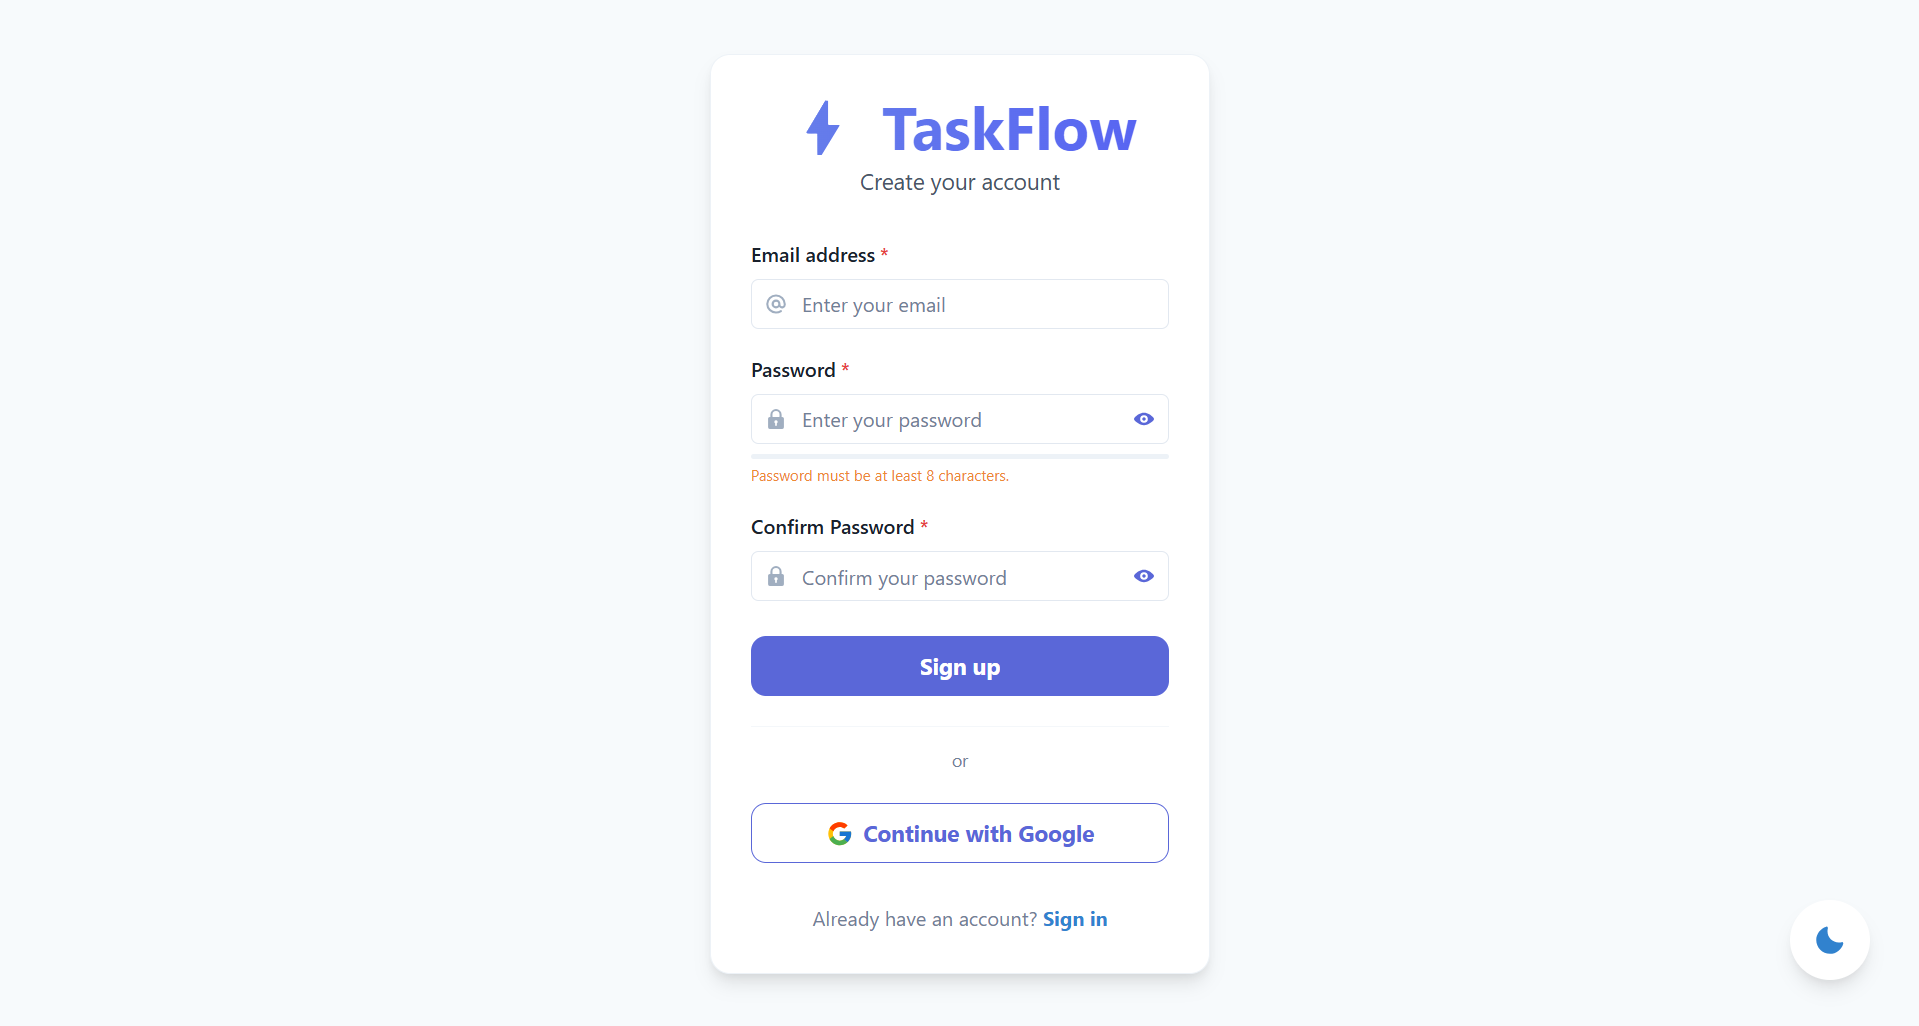 TaskFlow
Create your account
Email address *
Enter your email
Password *
Enter your password
Password must be at least 8 characters.
Confirm Password *
Confirm your password
Sign up
or
Continue with Google
Already have an account? Sign in